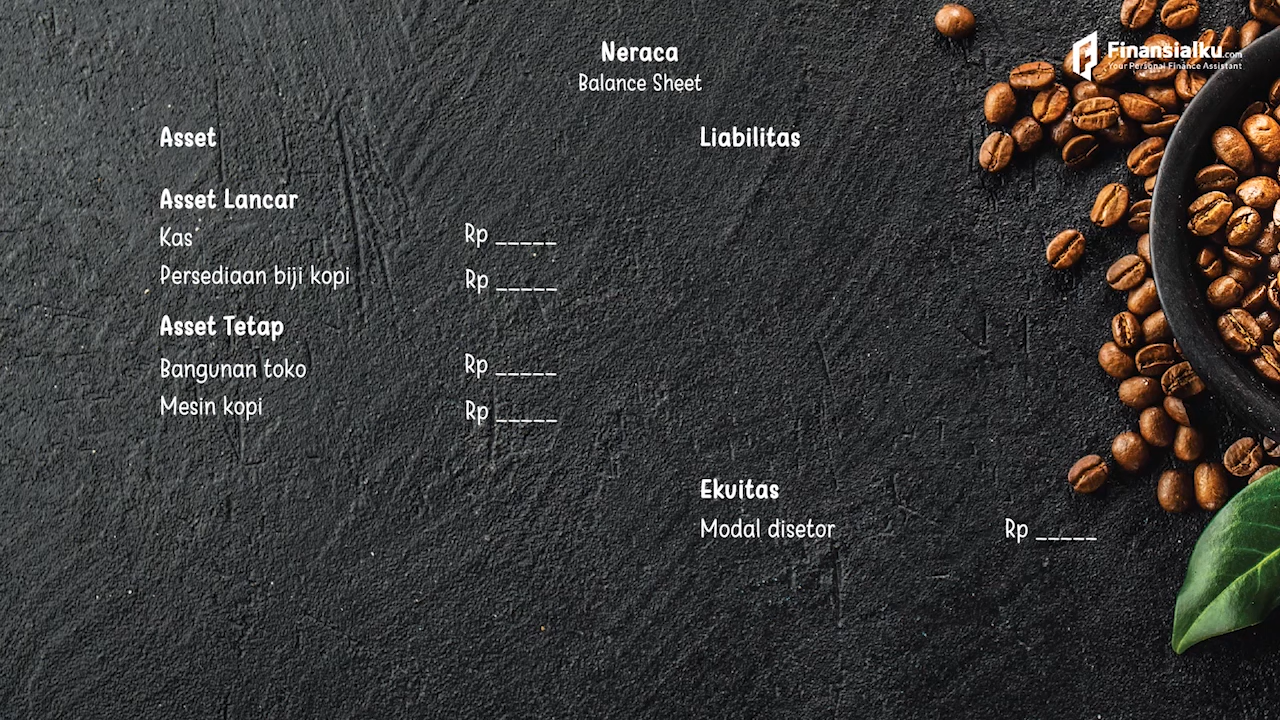 Neraca
Balance Sheet
Finansialku.com
Your Personal Finance Assistant
Asset
Asset Lancar
Kas* Rp _____
Persediaan biji kopi Rp _____
Asset Tetap
Bangunan toko Rp _____
Mesin kopi Rp _____
Liabilitas
Ekuitas
Modal disetor Rp _____